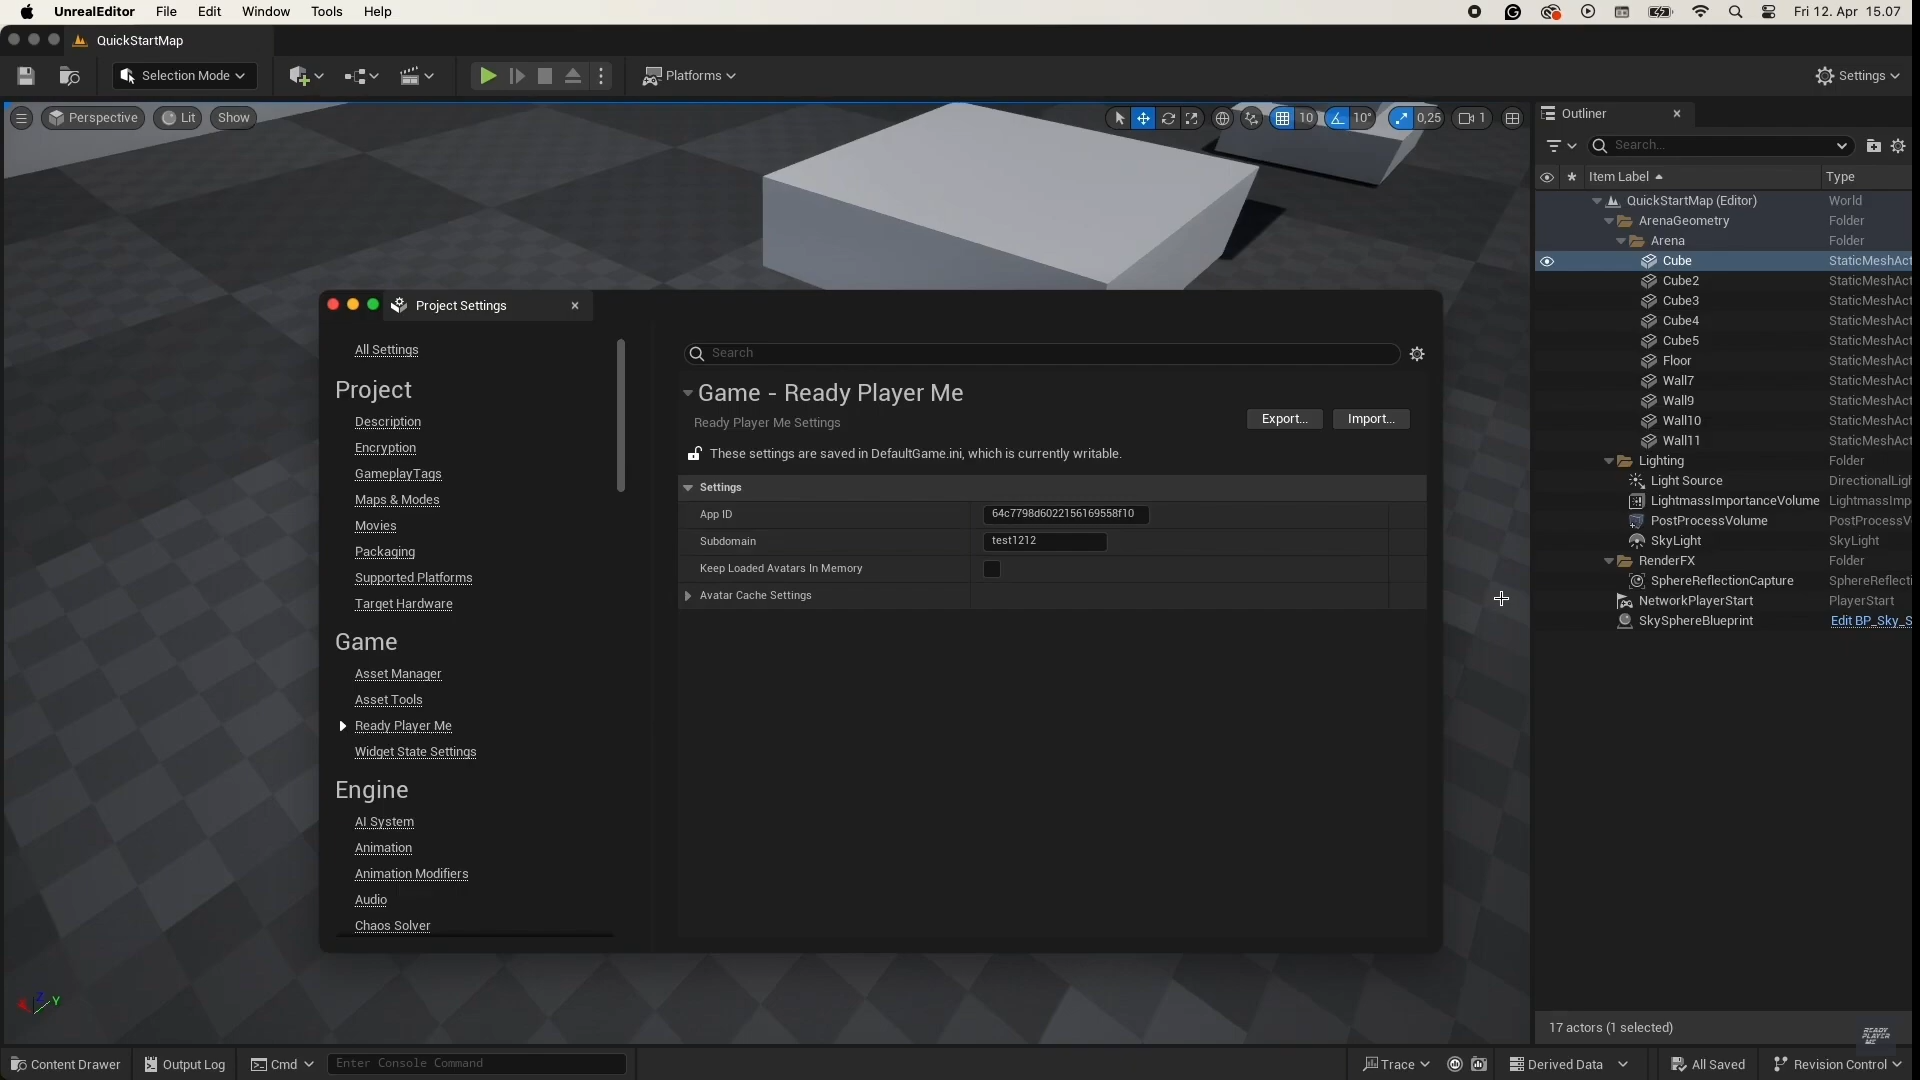 UnrealEditor File Edit Window Tools Help Fri 12. Apr 15.07
QuickStartMap
Selection Mode Platforms Settings
Perspective Lit Show 10 10° 0,25 1
Outliner
Search...
Item Label Type
QuickStartMap (Editor) World
ArenaGeometry Folder
Arena Folder
Cube StaticMeshAct
Cube2 StaticMeshAct
Cube3 StaticMeshAct
Cube4 StaticMeshAct
Cube5 StaticMeshAct
Floor StaticMeshAct
Wall7 StaticMeshAct
Wall9 StaticMeshAct
Wall10 StaticMeshAct
Wall11 StaticMeshAct
Lighting Folder
Light Source DirectionalLigh
LightmassImportanceVolume LightmassImp
PostProcessVolume PostProcessV
SkyLight SkyLight
RenderFX Folder
SphereReflectionCapture SphereReflecti
NetworkPlayerStart PlayerStart
SkySphereBlueprint Edit BP_Sky_S
17 actors (1 selected)
READY
PLAYER
ME
Project Settings
All Settings
Project
Description
Encryption
GameplayTags
Maps & Modes
Movies
Packaging
Supported Platforms
Target Hardware
Game
Asset Manager
Asset Tools
Ready Player Me
Widget State Settings
Engine
AI System
Animation
Animation Modifiers
Audio
Chaos Solver
Search
Game - Ready Player Me
Ready Player Me Settings Export... Import...
These settings are saved in DefaultGame.ini, which is currently writable.
Settings
App ID 64c7798d6022156169558f10
Subdomain test1212
Keep Loaded Avatars In Memory
Avatar Cache Settings
Z Y
Content Drawer Output Log Cmd Enter Console Command Trace Derived Data All Saved Revision Control